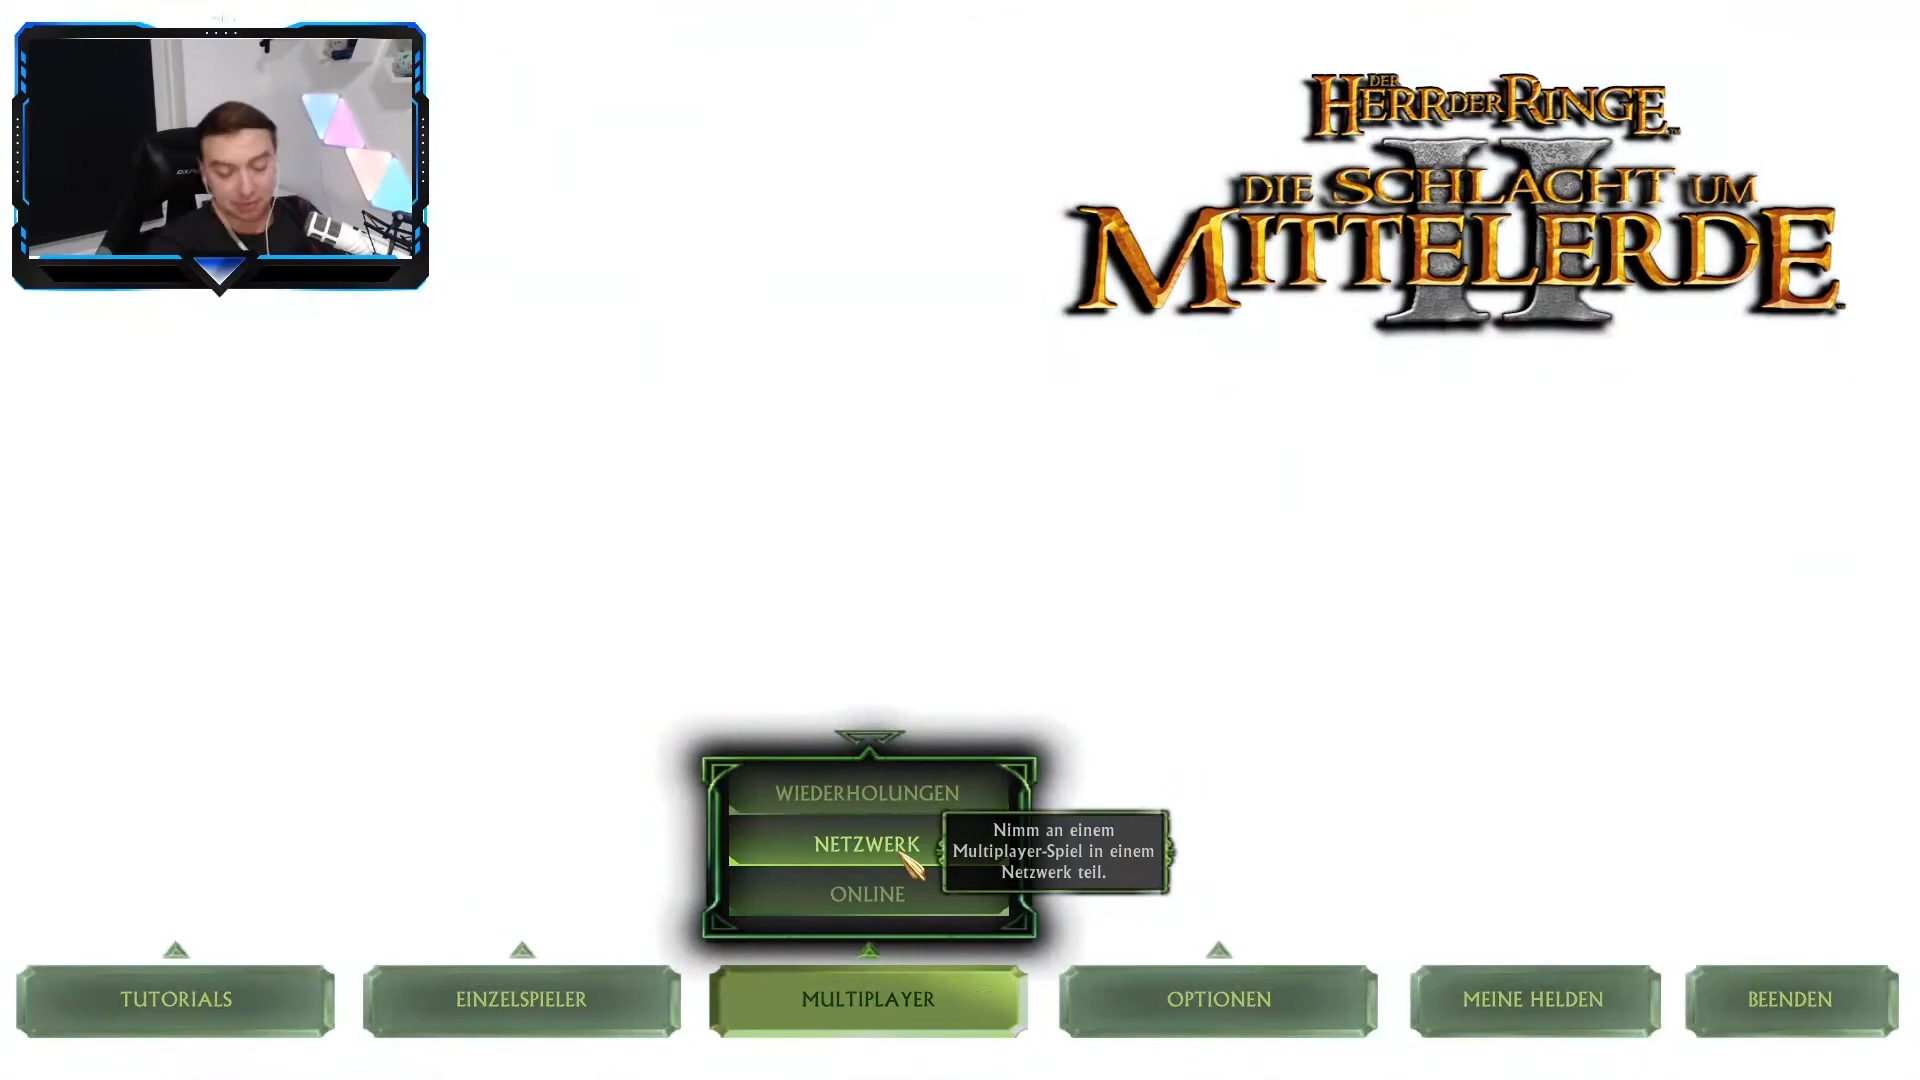 DER
HERR DER RINGE
II
DIE SCHLACHT UM
MITTELERDE
WIEDERHOLUNGEN
NETZWERK
ONLINE
Nimm an einem
Multiplayer-Spiel in einem
Netzwerk teil.
TUTORIALS
EINZELSPIELER
MULTIPLAYER
OPTIONEN
MEINE HELDEN
BEENDEN